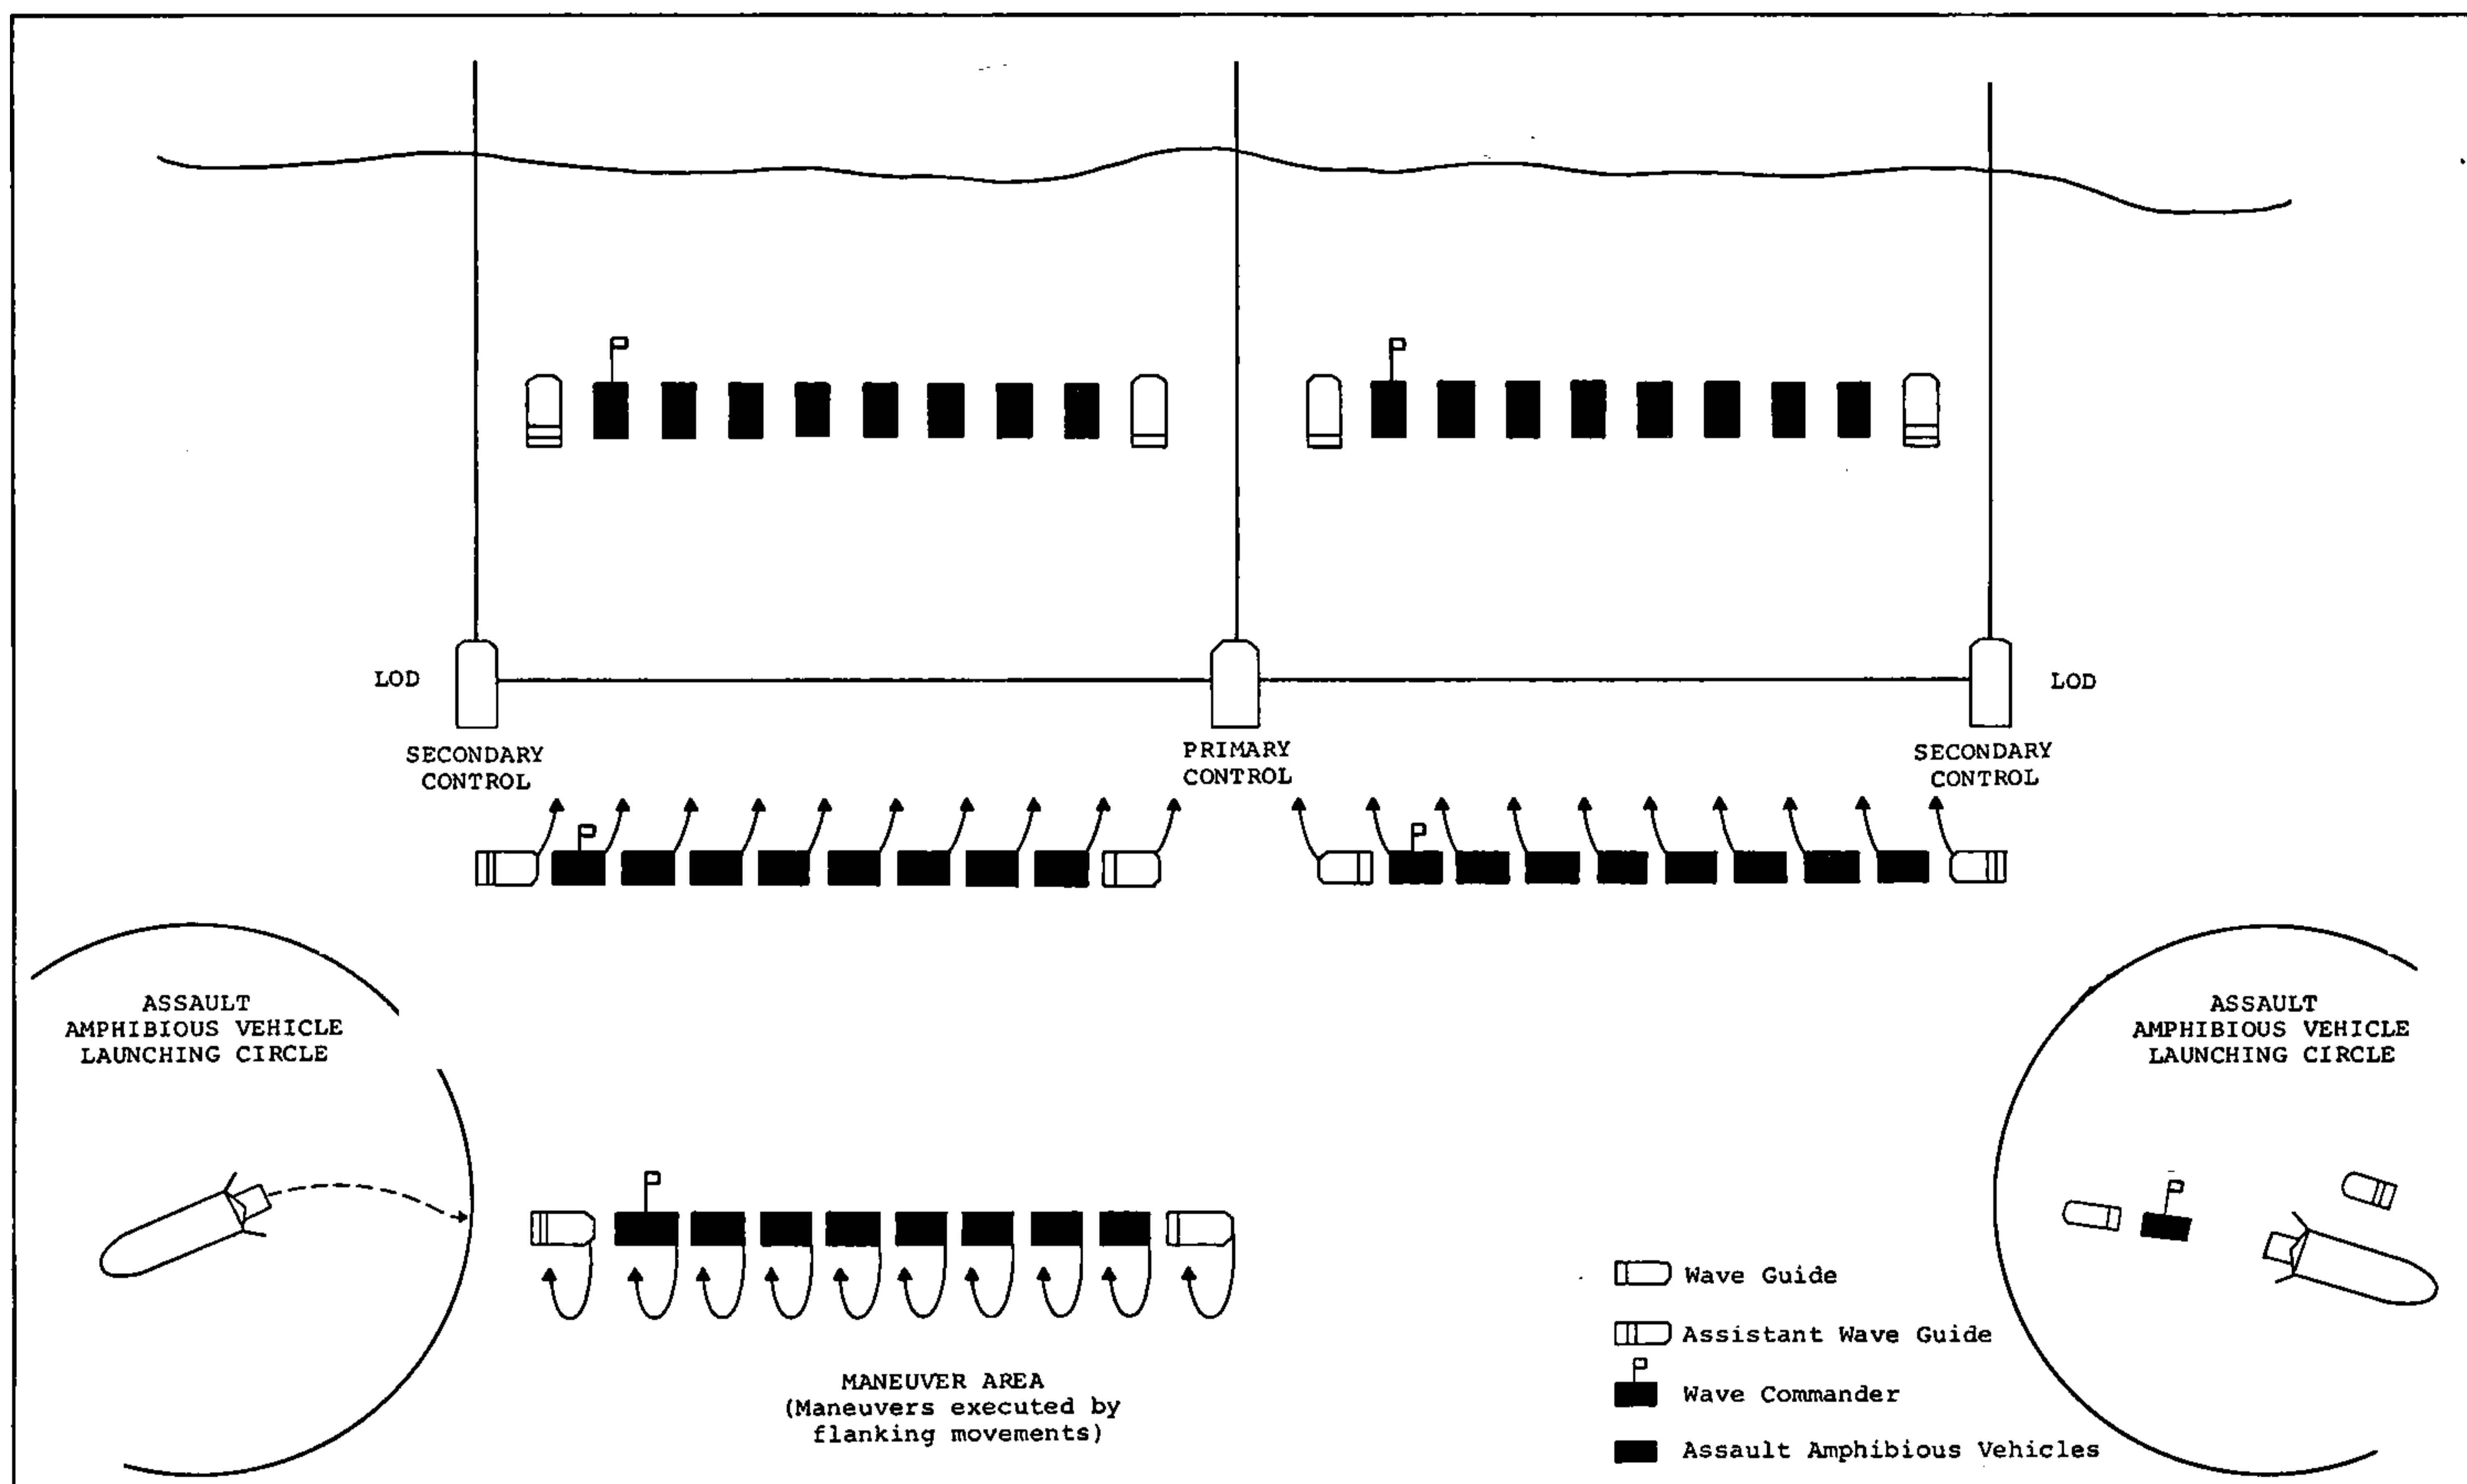 LOD
LOD
SECONDARY
CONTROL
PRIMARY
CONTROL
SECONDARY
CONTROL
ASSAULT
AMPHIBIOUS VEHICLE
LAUNCHING CIRCLE
ASSAULT
AMPHIBIOUS VEHICLE
LAUNCHING CIRCLE
MANEUVER AREA
(Maneuvers executed by
flanking movements)
Wave Guide
Assistant Wave Guide
Wave Commander
Assault Amphibious Vehicles